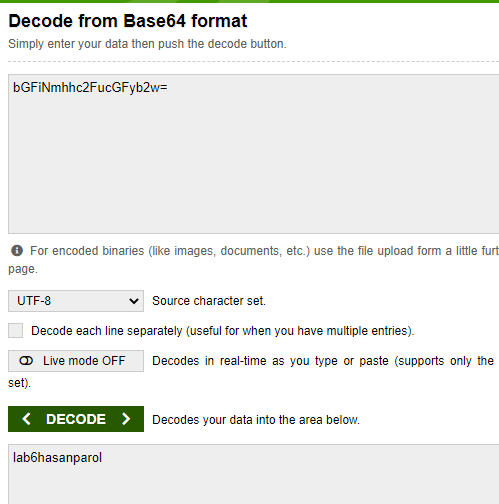 Decode from Base64 format
Simply enter your data then push the decode button.
bGFiNmhhc2FucGFyb2w=
For encoded binaries (like images, documents, etc.) use the file upload form a little furt
page.
UTF-8 Source character set.
Decode each line separately (useful for when you have multiple entries).
Live mode OFF Decodes in real-time as you type or paste (supports only the
set).
< DECODE > Decodes your data into the area below.
lab6hasanparol